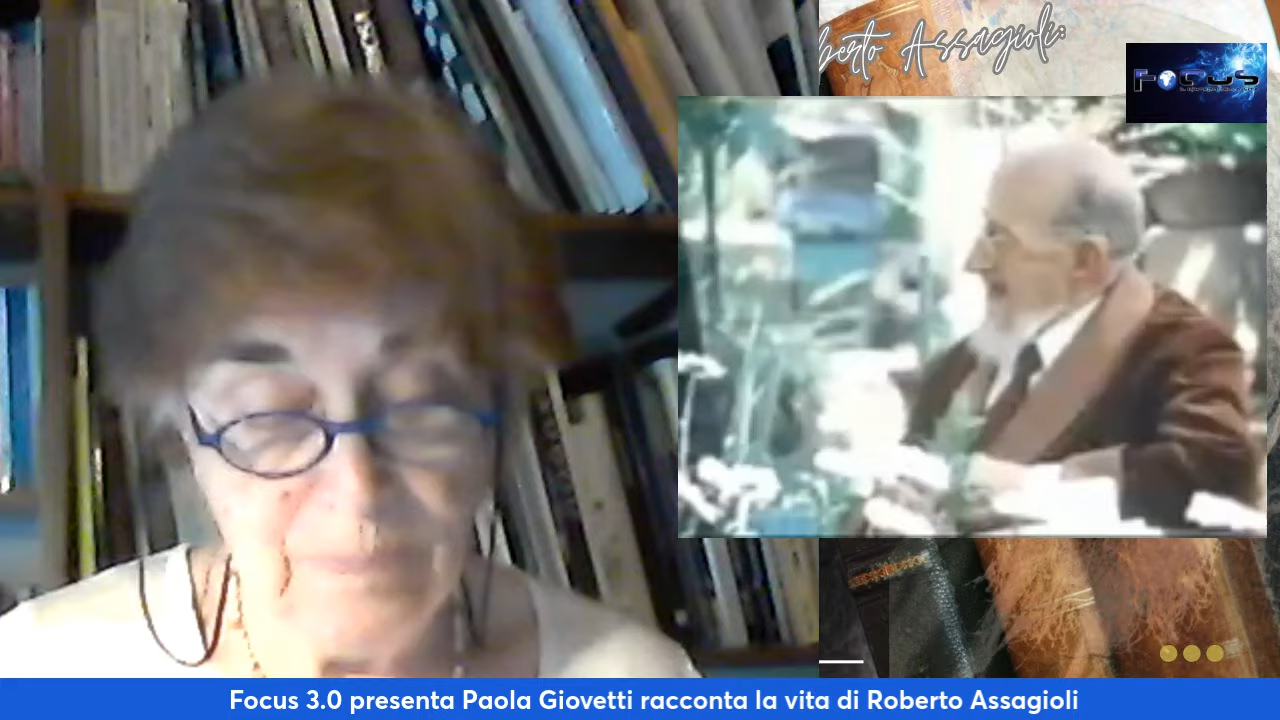 berto Assagioli:
FOCUS
Focus 3.0 presenta Paola Giovetti racconta la vita di Roberto Assagioli